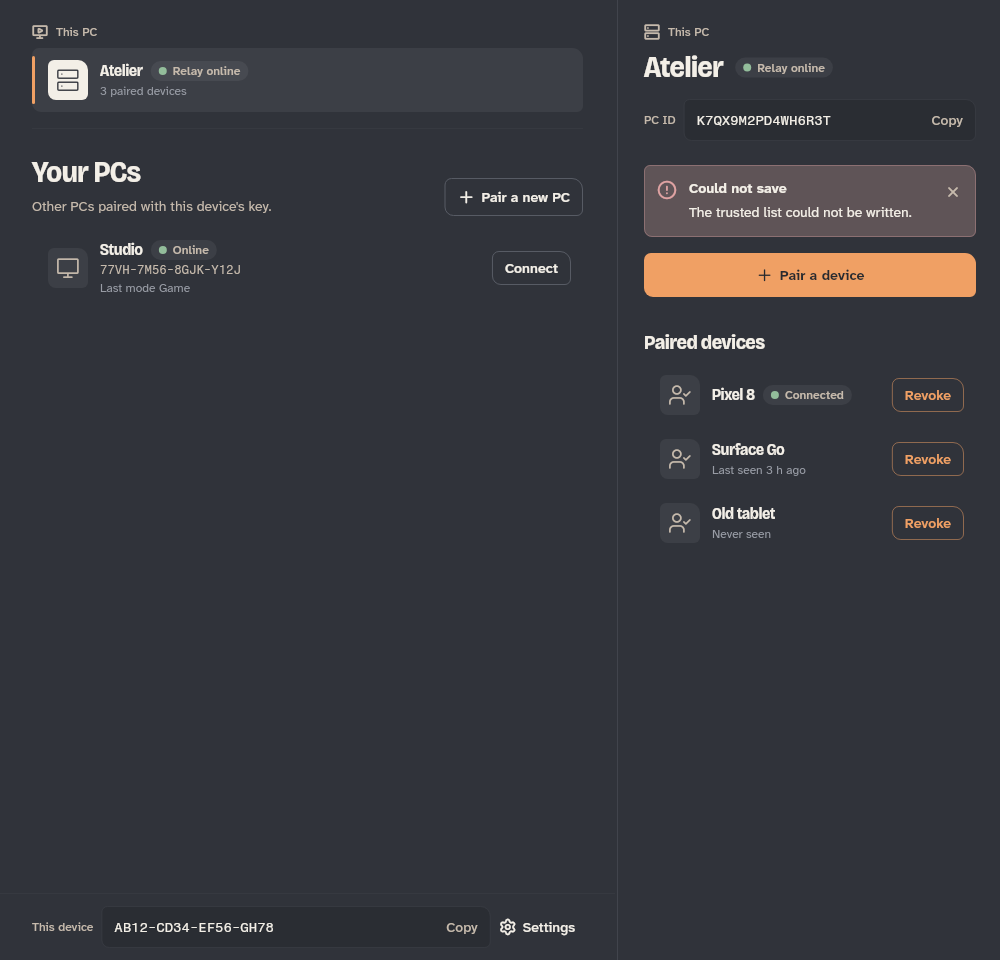 This PC
Atelier
Relay online
3 paired devices
Your PCs
Other PCs paired with this device's key.
Pair a new PC
Studio
Online
77VH-7M56-8GJK-Y12J
Last mode Game
Connect
This device
AB12-CD34-EF56-GH78
Copy
Settings
This PC
Atelier
Relay online
PC ID
K7QX9M2PD4WH6R3T
Copy
Could not save
The trusted list could not be written.
Pair a device
Paired devices
Pixel 8
Connected
Revoke
Surface Go
Last seen 3 h ago
Revoke
Old tablet
Never seen
Revoke